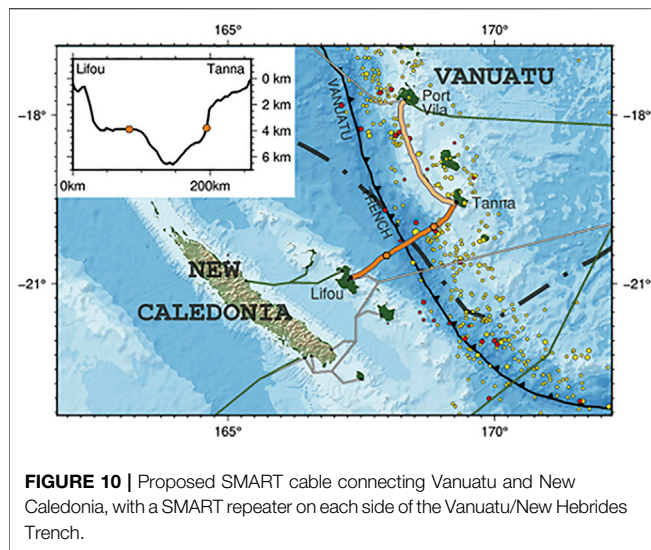 165°
170°
Lifou Tanna
0 km
2 km
4 km
6 km
0km 200km
VANUATU
Port
Vila
VANUATU
TRENCH
Tanna
-18°
-18°
-21°
-21°
NEW
CALEDONIA
Lifou
165°
170°
FIGURE 10 | Proposed SMART cable connecting Vanuatu and New
Caledonia, with a SMART repeater on each side of the Vanuatu/New Hebrides
Trench.